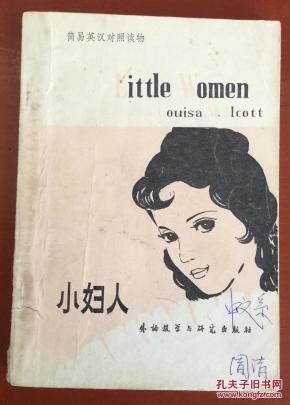 简易英汉对照读物
Little Women
ouisa M. lcott
小妇人
外语教学与研究出版社
周清
孔夫子旧书网